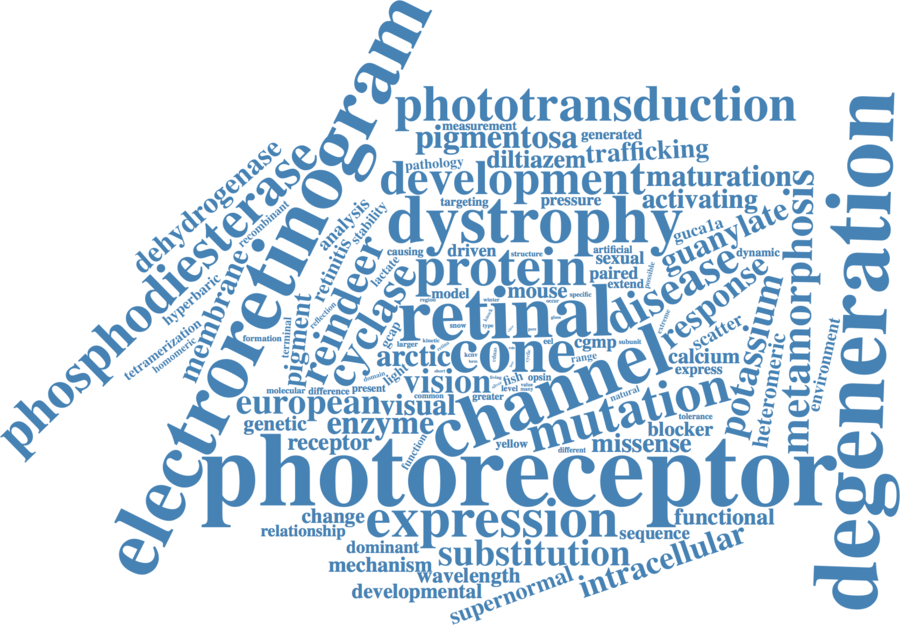 electroretinogram
phototransduction
degeneration
measurement
pigmentosa
generated
dehydrogenase
phosphodiesterase
pathology
diltiazem
trafficking
development
maturations
metamorphosis
targeting
pressure
activating
recombinant
analysis
stability
dystrophy
guca1a
guanylate
hyperbaric
membrane
retinitis
reindeer
lactate
causing
driven
structure
artificial
sexual
dynamic
cyclase
protein
paired
extend
possible
disease
response
region
model
winter
mouse
specific
reflection
retinal
potassium
tetramerization
homomeric
pigment
terminal
formation
gcup
larger
kinetic
snow
type
extreme
scatter
heteromeric
environment
arctic
cone
cgmp
subunit
range
calcium
express
channel
domain
light
vision
fish
opsin
level
value
molecular
difference
present
short
common
greater
many
natural
european
visual
mutation
tolerance
genetic
enzyme
blocker
receptor
function
yellow
different
missense
photoreceptor
change
expression
functional
relationship
sequence
dominant
substitution
mechanism
wavelength
intracellular
developmental
supernormal